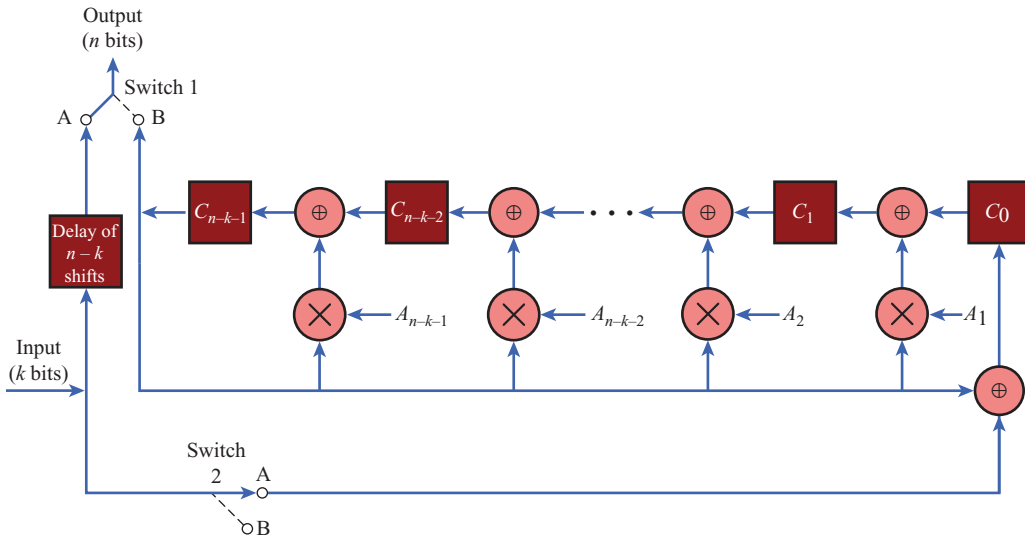 Output
(n bits)
Switch 1
A
B
C_{n–k–1}
⊕
C_{n–k–2}
⊕
• • •
⊕
C_1
⊕
C_0
Delay of
n – k
shifts
A_{n–k–1}
A_{n–k–2}
A_2
A_1
Input
(k bits)
⊕
Switch
2
A
B